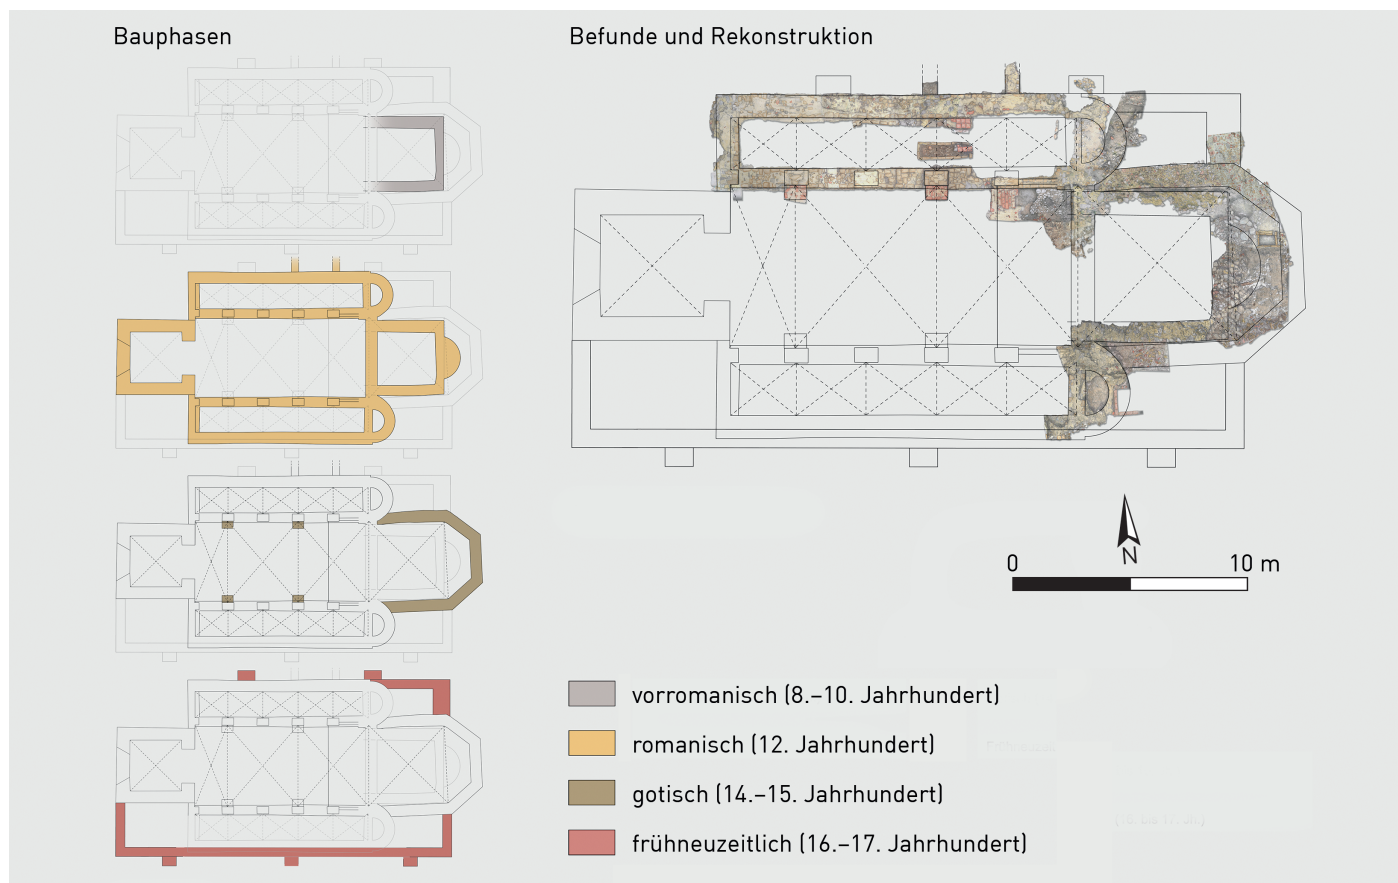 Bauphasen
Befunde und Rekonstruktion
N
0
10 m
vorromanisch (8.–10. Jahrhundert)
romanisch (12. Jahrhundert)
gotisch (14.–15. Jahrhundert)
frühneuzeitlich (16.–17. Jahrhundert)